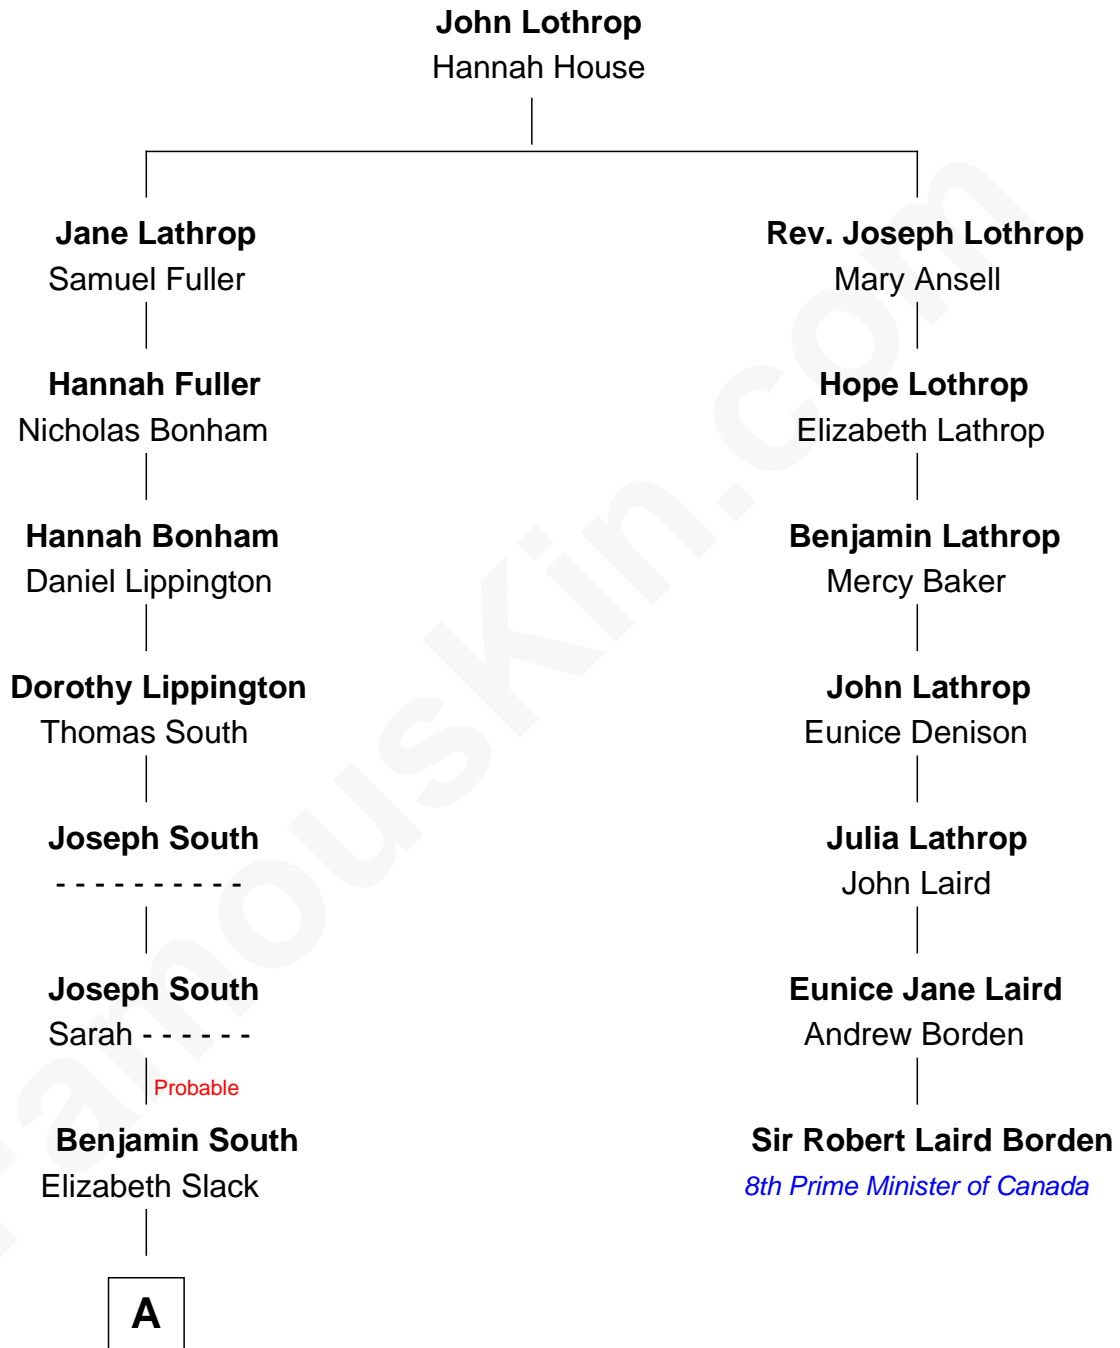 John Lothrop
Hannah House
Jane Lathrop
Samuel Fuller
Hannah Fuller
Nicholas Bonham
Hannah Bonham
Daniel Lippington
Dorothy Lippington
Thomas South
Joseph South
- - - - - - - - - -
Joseph South
Sarah - - - - - -
Probable
Benjamin South
Elizabeth Slack
A
Rev. Joseph Lothrop
Mary Ansell
Hope Lothrop
Elizabeth Lathrop
Benjamin Lathrop
Mercy Baker
John Lathrop
Eunice Denison
Julia Lathrop
John Laird
Eunice Jane Laird
Andrew Borden
Sir Robert Laird Borden
8th Prime Minister of Canada
FamousKin.com